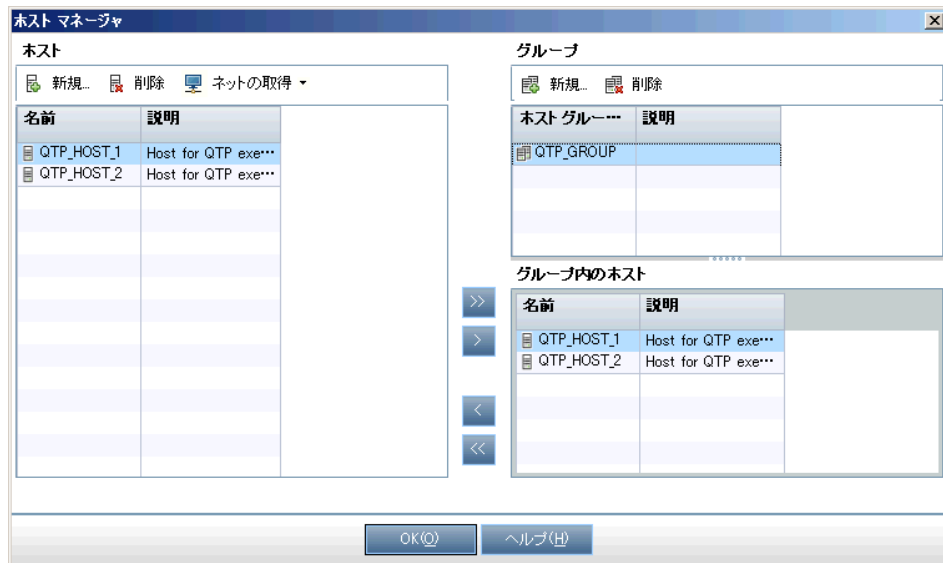 ホスト マネージャ
ホスト
新規... 削除 ネットの取得
名前 説明
QTP_HOST_1 Host for QTP exe…
QTP_HOST_2 Host for QTP exe…
グループ
新規... 削除
ホスト グルー… 説明
QTP_GROUP
グループ内のホスト
名前 説明
QTP_HOST_1 Host for QTP exe…
QTP_HOST_2 Host for QTP exe…
>>
>
<
<<
OK(O) ヘルプ(H)